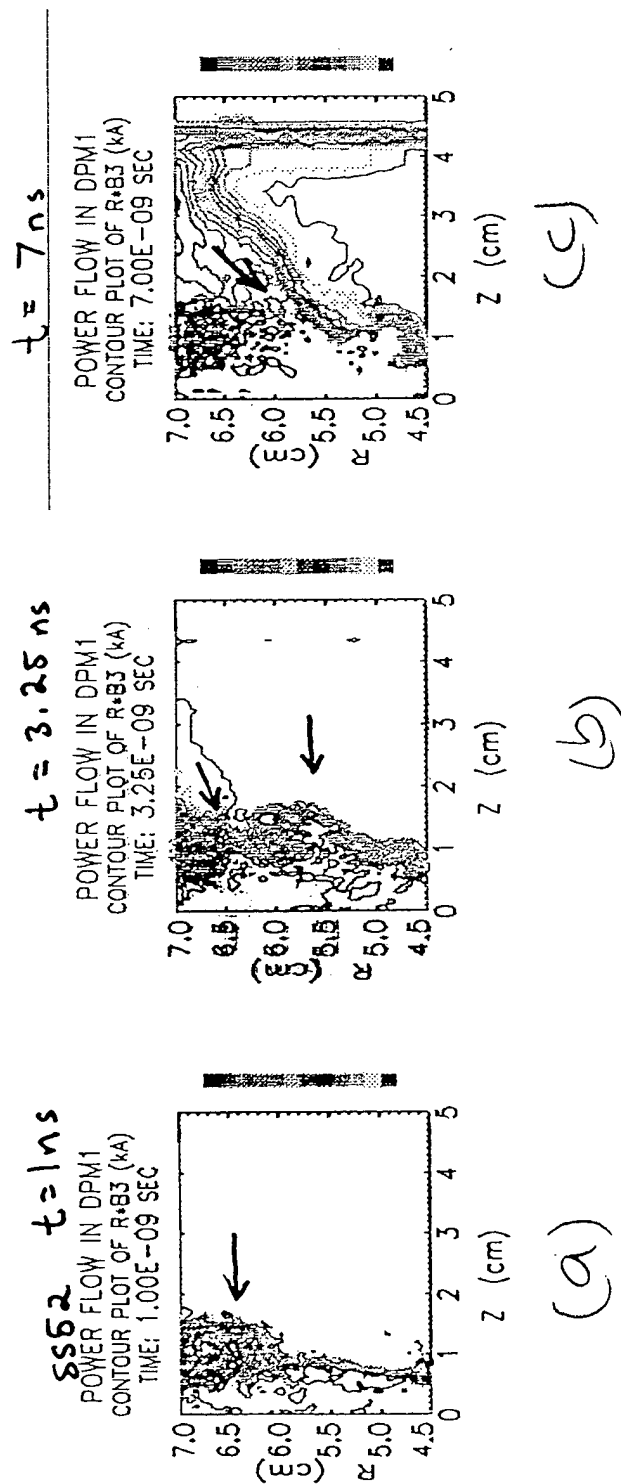 ss52 t=1ns
POWER FLOW IN DPM1
CONTOUR PLOT OF R*B3 (kA)
TIME: 1.00E-09 SEC
7.0
6.5
6.0
5.5
5.0
4.5
R (cm)
0 1 2 3 4 5
Z (cm)
(a)
t=3.25 ns
POWER FLOW IN DPM1
CONTOUR PLOT OF R*B3 (kA)
TIME: 3.25E-09 SEC
7.0
6.5
6.0
5.5
5.0
4.5
R (cm)
0 1 2 3 4 5
Z (cm)
(b)
t= 7ns
POWER FLOW IN DPM1
CONTOUR PLOT OF R*B3 (kA)
TIME: 7.00E-09 SEC
7.0
6.5
6.0
5.5
5.0
4.5
R (cm)
0 1 2 3 4 5
Z (cm)
(c)